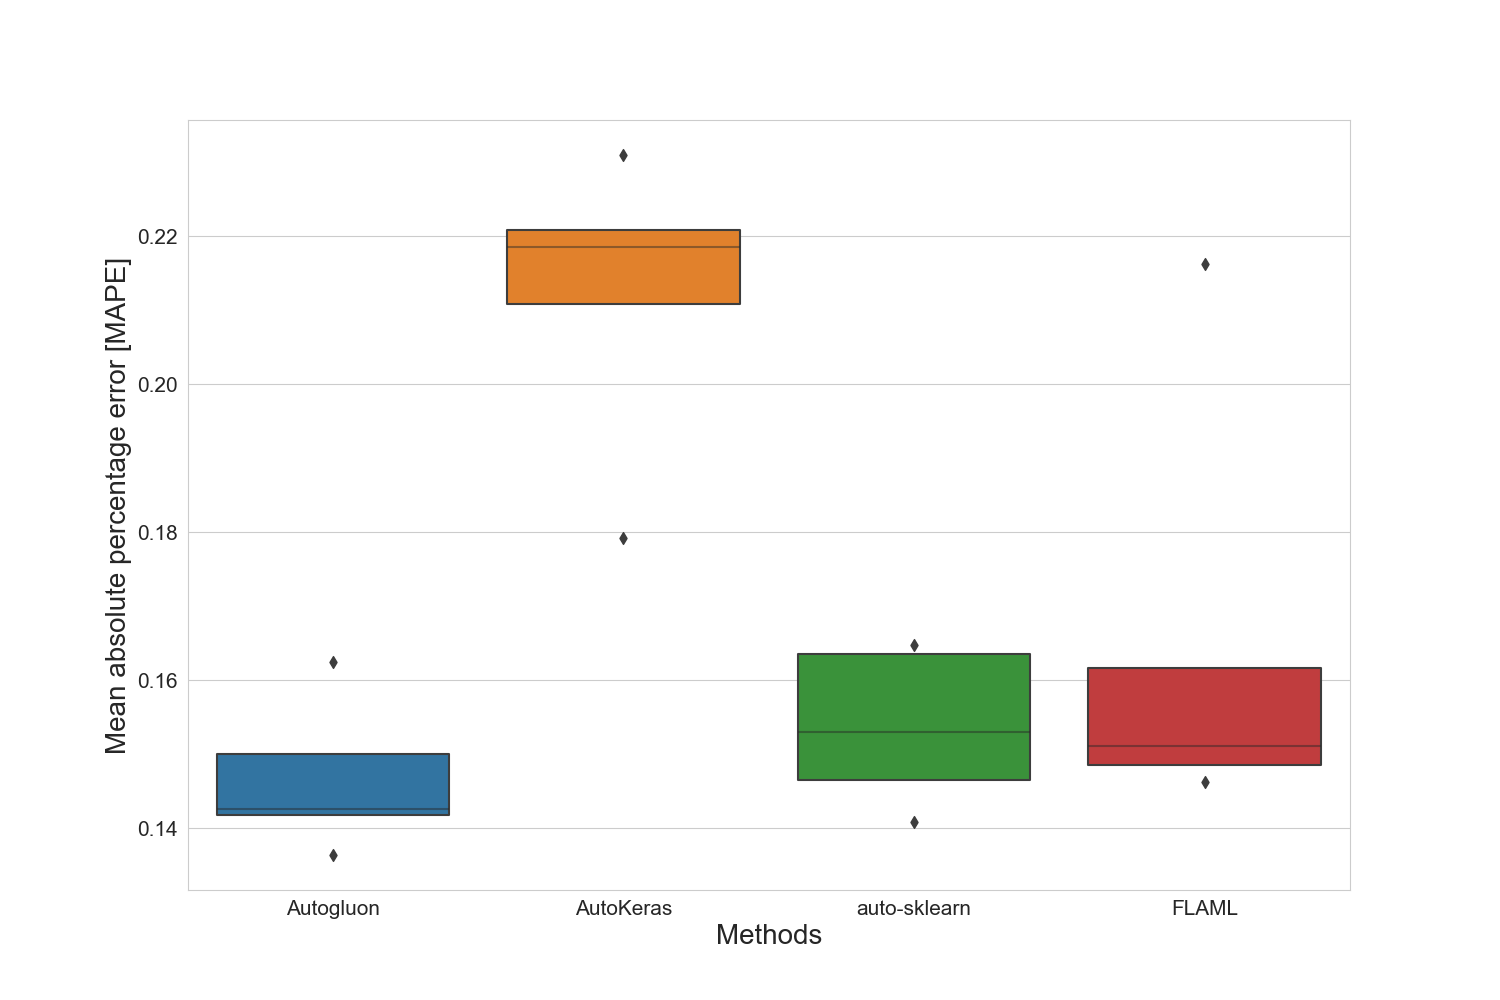 Mean absolute percentage error [MAPE]
0.22
0.20
0.18
0.16
0.14
Autogluon
AutoKeras
auto-sklearn
FLAML
Methods